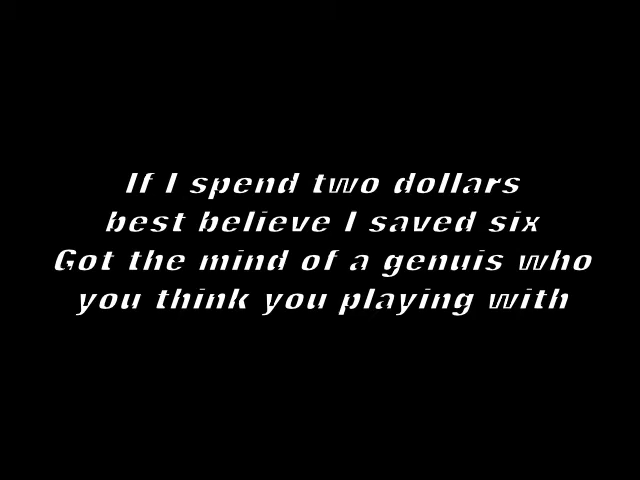 If I spend two dollars
best believe I saved six
Got the mind of a genuis who
you think you playing with